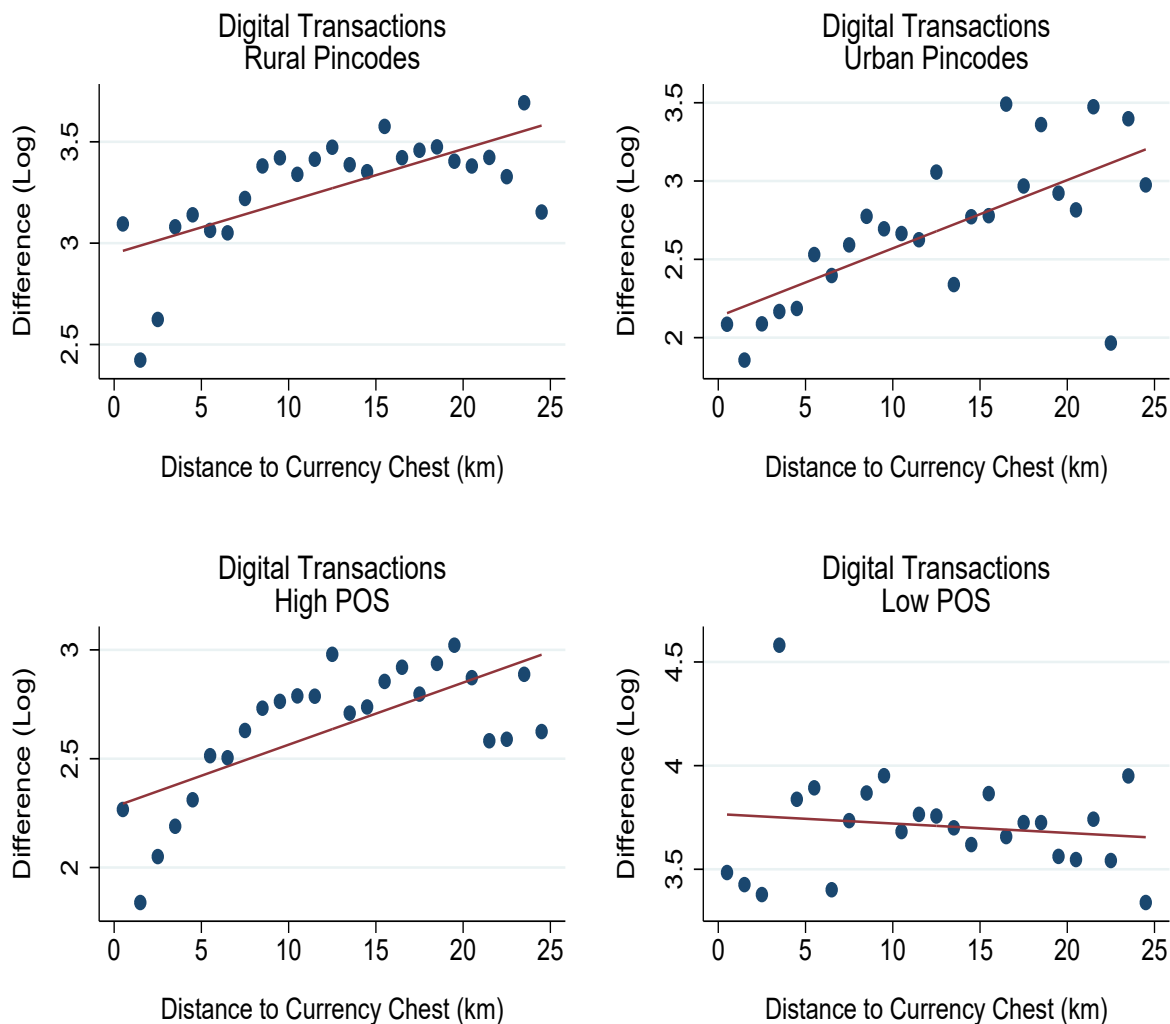 Digital Transactions
Rural Pincodes
Difference (Log)
3.5
3
2.5
0 5 10 15 20 25
Distance to Currency Chest (km)
Digital Transactions
Urban Pincodes
Difference (Log)
3.5
3
2.5
2
0 5 10 15 20 25
Distance to Currency Chest (km)
Digital Transactions
High POS
Difference (Log)
3
2.5
2
0 5 10 15 20 25
Distance to Currency Chest (km)
Digital Transactions
Low POS
Difference (Log)
4.5
4
3.5
0 5 10 15 20 25
Distance to Currency Chest (km)